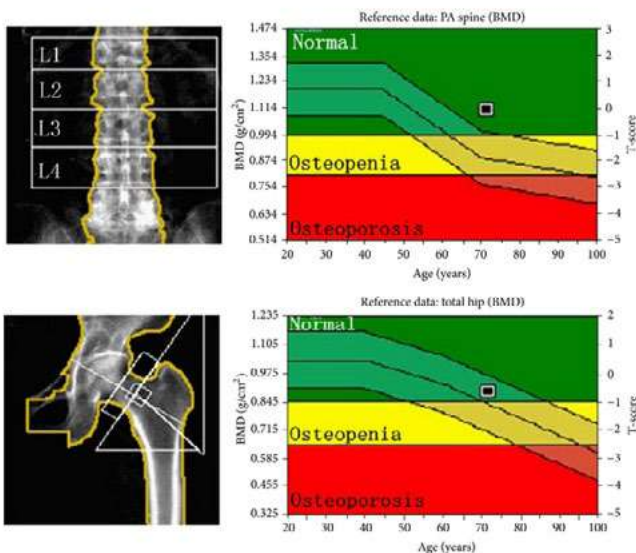 L1
L2
L3
L4
Reference data: PA spine (BMD)
Normal
Osteopenia
Osteoporosis
BMD (g/cm²)
1.474
1.354
1.234
1.114
0.994
0.874
0.754
0.634
0.514
3
2
1
0
−1
−2
−3
−4
−5
T-score
20 30 40 50 60 70 80 90 100
Age (years)
Reference data: total hip (BMD)
Normal
Osteopenia
Osteoporosis
BMD (g/cm²)
1.235
1.105
0.975
0.845
0.715
0.585
0.455
0.325
2
1
0
−1
−2
−3
−4
−5
T-score
20 30 40 50 60 70 80 90 100
Age (years)